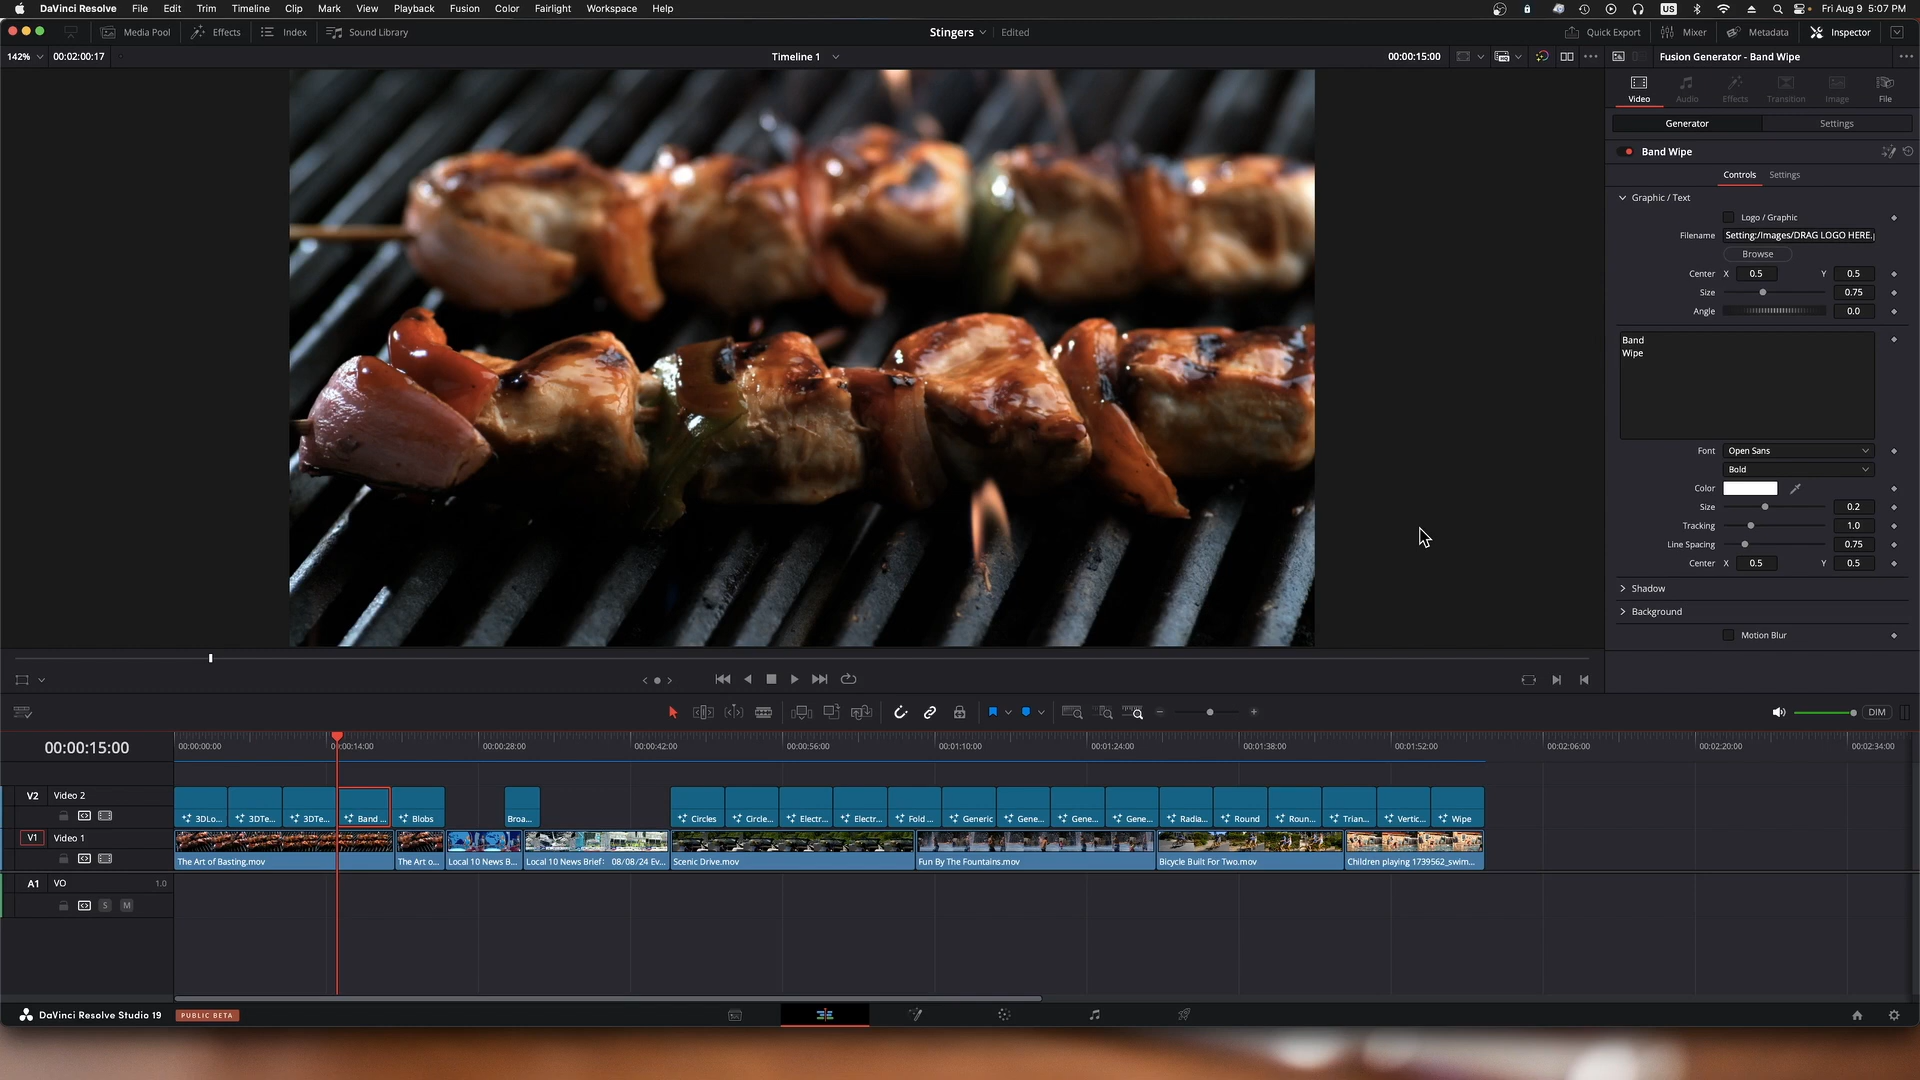 DaVinci Resolve File Edit Trim Timeline Clip Mark View Playback Fusion Color Fairlight Workspace Help US Fri Aug 9 5:07 PM
Media Pool Effects Index Sound Library Stingers Edited Quick Export Mixer Metadata Inspector
142% 00:02:00:17 Timeline 1 00:00:15:00 Fusion Generator - Band Wipe
Video Audio Effects Transition Image File
Generator Settings
Band Wipe
Controls Settings
Graphic / Text
Logo / Graphic
Filename Setting:/Images/DRAG LOGO HERE.
Browse
Center X 0.5 Y 0.5
Size 0.75
Angle 0.0
Band
Wipe
Font Open Sans
Bold
Color
Size 0.2
Tracking 1.0
Line Spacing 0.75
Center X 0.5 Y 0.5
Shadow
Background
Motion Blur
DIM
00:00:15:00 00:00:00:00 00:00:14:00 00:00:28:00 00:00:42:00 00:00:56:00 00:01:10:00 00:01:24:00 00:01:38:00 00:01:52:00 00:02:06:00 00:02:20:00 00:02:34:00
V2 Video 2
3DLo... 3DTe... 3DTe... Band ... Blobs Broa... Circles Circle... Electr... Electr... Fold ... Generic Gene... Gene... Gene... Radia... Round Roun... Trian... Vertic... Wipe
V1 Video 1
The Art of Basting.mov The Art o... Local 10 News B... Local 10 News Brief: 08/08/24 Ev... Scenic Drive.mov Fun By The Fountains.mov Bicycle Built For Two.mov Children playing 1739562_swim...
A1 VO 1.0
S M
DaVinci Resolve Studio 19 PUBLIC BETA